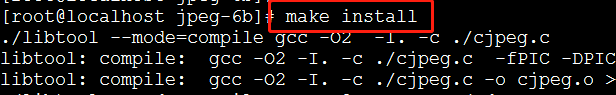 [root@localhost jpeg-6b]# make install
./libtool --mode=compile gcc -O2  -I. -c ./cjpeg.c
libtool: compile:  gcc -O2 -I. -c ./cjpeg.c  -fPIC -DPIC
libtool: compile:  gcc -O2 -I. -c ./cjpeg.c -o cjpeg.o >